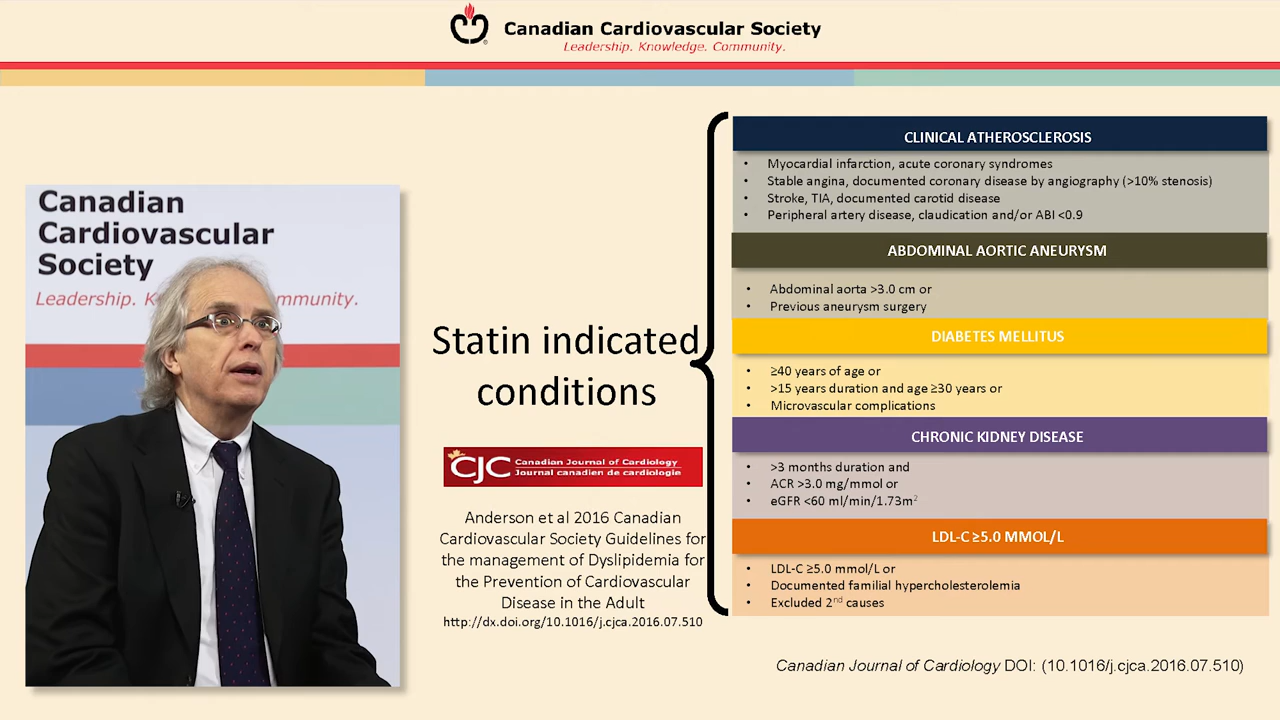 Canadian Cardiovascular Society
Leadership. Knowledge. Community.
Canadian
Cardiovascular
Society
Leadership. K mmunity.
Statin indicated
conditions
CJC Canadian Journal of Cardiology
Journal canadien de cardiologie
Anderson et al 2016 Canadian
Cardiovascular Society Guidelines for
the management of Dyslipidemia for
the Prevention of Cardiovascular
Disease in the Adult
http://dx.doi.org/10.1016/j.cjca.2016.07.510
CLINICAL ATHEROSCLEROSIS
• Myocardial infarction, acute coronary syndromes
• Stable angina, documented coronary disease by angiography (>10% stenosis)
• Stroke, TIA, documented carotid disease
• Peripheral artery disease, claudication and/or ABI <0.9
ABDOMINAL AORTIC ANEURYSM
• Abdominal aorta >3.0 cm or
• Previous aneurysm surgery
DIABETES MELLITUS
• ≥40 years of age or
• >15 years duration and age ≥30 years or
• Microvascular complications
CHRONIC KIDNEY DISEASE
• >3 months duration and
• ACR >3.0 mg/mmol or
• eGFR <60 ml/min/1.73m²
LDL-C ≥5.0 MMOL/L
• LDL-C ≥5.0 mmol/L or
• Documented familial hypercholesterolemia
• Excluded 2nd causes
Canadian Journal of Cardiology DOI: (10.1016/j.cjca.2016.07.510)